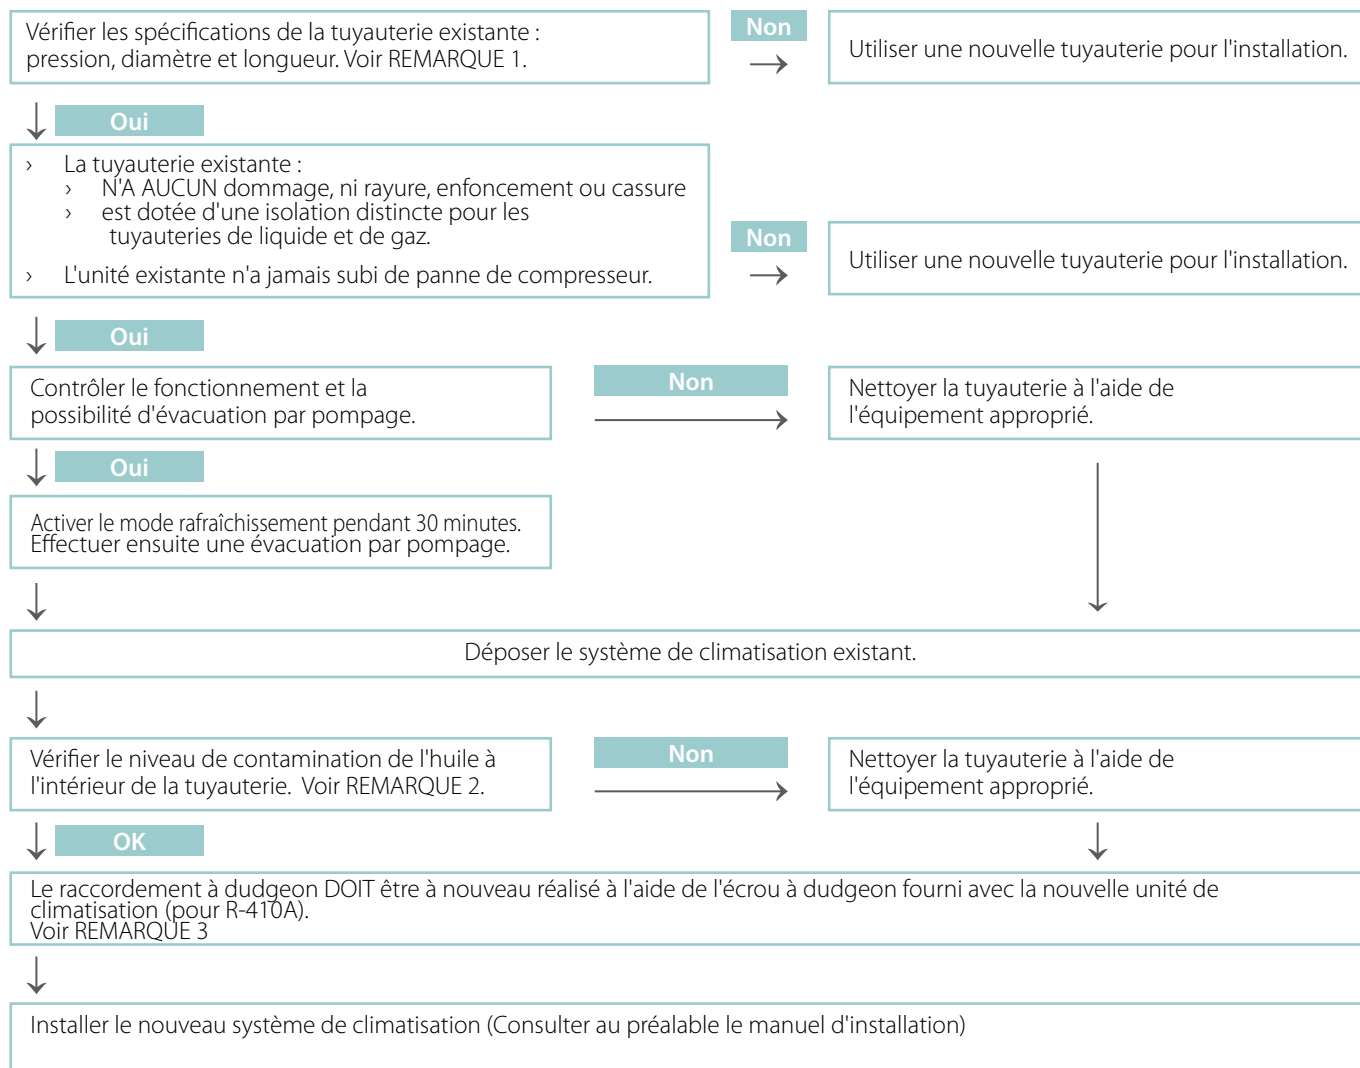 Vérifier les spécifications de la tuyauterie existante :
pression, diamètre et longueur. Voir REMARQUE 1.
Non
Utiliser une nouvelle tuyauterie pour l'installation.
Oui
› La tuyauterie existante :
› N'A AUCUN dommage, ni rayure, enfoncement ou cassure
› est dotée d'une isolation distincte pour les
tuyauteries de liquide et de gaz.
› L'unité existante n'a jamais subi de panne de compresseur.
Non
Utiliser une nouvelle tuyauterie pour l'installation.
Oui
Contrôler le fonctionnement et la
possibilité d'évacuation par pompage.
Non
Nettoyer la tuyauterie à l'aide de
l'équipement approprié.
Oui
Activer le mode rafraîchissement pendant 30 minutes.
Effectuer ensuite une évacuation par pompage.
Déposer le système de climatisation existant.
Vérifier le niveau de contamination de l'huile à
l'intérieur de la tuyauterie. Voir REMARQUE 2.
Non
Nettoyer la tuyauterie à l'aide de
l'équipement approprié.
OK
Le raccordement à dudgeon DOIT être à nouveau réalisé à l'aide de l'écrou à dudgeon fourni avec la nouvelle unité de
climatisation (pour R-410A).
Voir REMARQUE 3
Installer le nouveau système de climatisation (Consulter au préalable le manuel d'installation)